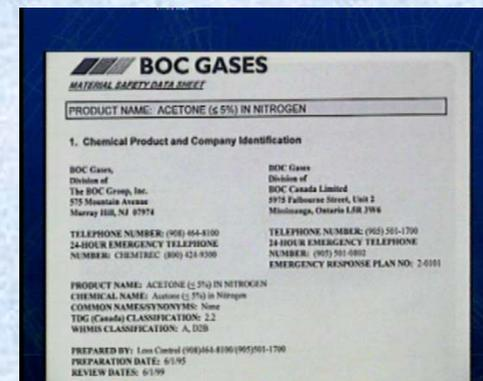 BOC GASES
MATERIAL SAFETY DATA SHEET
PRODUCT NAME: ACETONE (≤ 5%) IN NITROGEN
1. Chemical Product and Company Identification
BOC Gases,
Division of
The BOC Group, Inc.
575 Mountain Avenue
Murray Hill, NJ 07974
TELEPHONE NUMBER: (908) 464-8100
24-HOUR EMERGENCY TELEPHONE
NUMBER: CHEMTREC (800) 424-9300
BOC Gases
Division of
BOC Canada Limited
5975 Falbourne Street, Unit 2
Mississauga, Ontario L5R 3W6
TELEPHONE NUMBER: (905) 501-1700
24-HOUR EMERGENCY TELEPHONE
NUMBER: (905) 501-0802
EMERGENCY RESPONSE PLAN NO: 2-0101
PRODUCT NAME: ACETONE (≤ 5%) IN NITROGEN
CHEMICAL NAME: Acetone (≤ 5%) in Nitrogen
COMMON NAMES/SYNONYMS: None
TDG (Canada) CLASSIFICATION: 2.2
WHMIS CLASSIFICATION: A, D2B
PREPARED BY: Loss Control (908)464-8100/(905)501-1700
PREPARATION DATE: 6/1/95
REVIEW DATES: 6/1/99